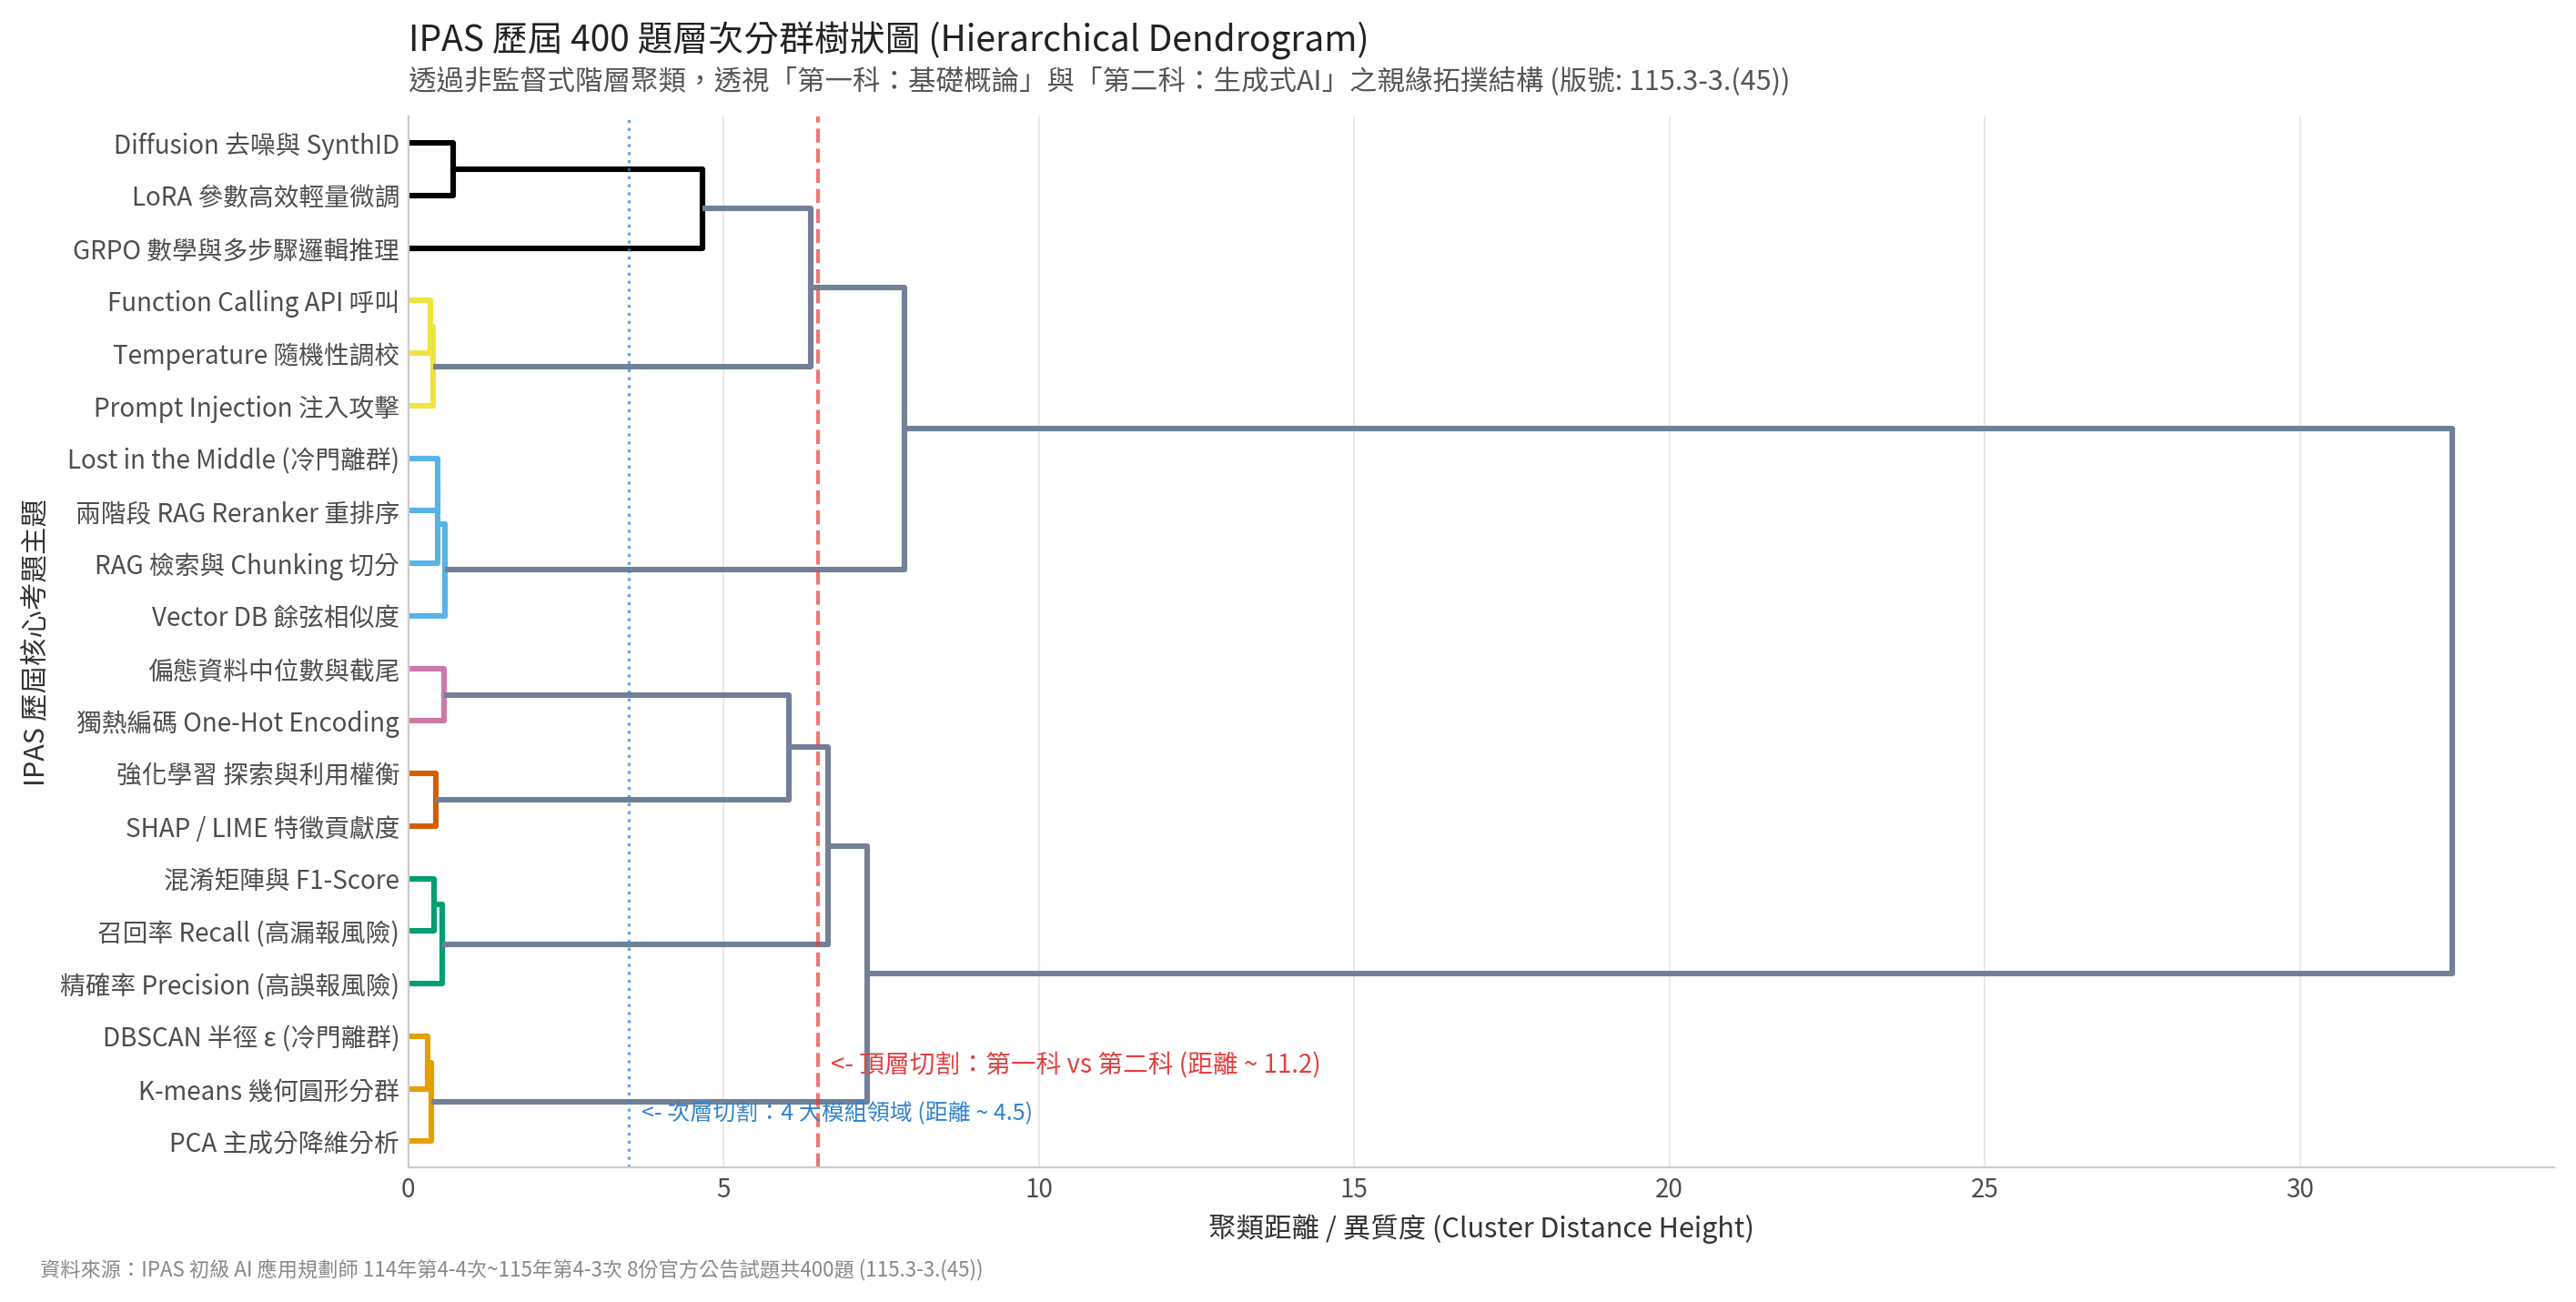 IPAS 歷屆 400 題層次分群樹狀圖 (Hierarchical Dendrogram)
透過非監督式階層聚類，透視「第一科：基礎概論」與「第二科：生成式AI」之親緣拓撲結構 (版號: 115.3-3.(45))
IPAS 歷屆核心考題主題
Diffusion 去噪與 SynthID
LoRA 參數高效輕量微調
GRPO 數學與多步驟邏輯推理
Function Calling API 呼叫
Temperature 隨機性調校
Prompt Injection 注入攻擊
Lost in the Middle (冷門離群)
兩階段 RAG Reranker 重排序
RAG 檢索與 Chunking 切分
Vector DB 餘弦相似度
偏態資料中位數與截尾
獨熱編碼 One-Hot Encoding
強化學習 探索與利用權衡
SHAP / LIME 特徵貢獻度
混淆矩陣與 F1-Score
召回率 Recall (高漏報風險)
精確率 Precision (高誤報風險)
DBSCAN 半徑 ε (冷門離群)
K-means 幾何圓形分群
PCA 主成分降維分析
<- 頂層切割：第一科 vs 第二科 (距離 ~ 11.2)
<- 次層切割：4 大模組領域 (距離 ~ 4.5)
0 5 10 15 20 25 30
聚類距離 / 異質度 (Cluster Distance Height)
資料來源：IPAS 初級 AI 應用規劃師 114年第4-4次~115年第4-3次 8份官方公告試題共400題 (115.3-3.(45))